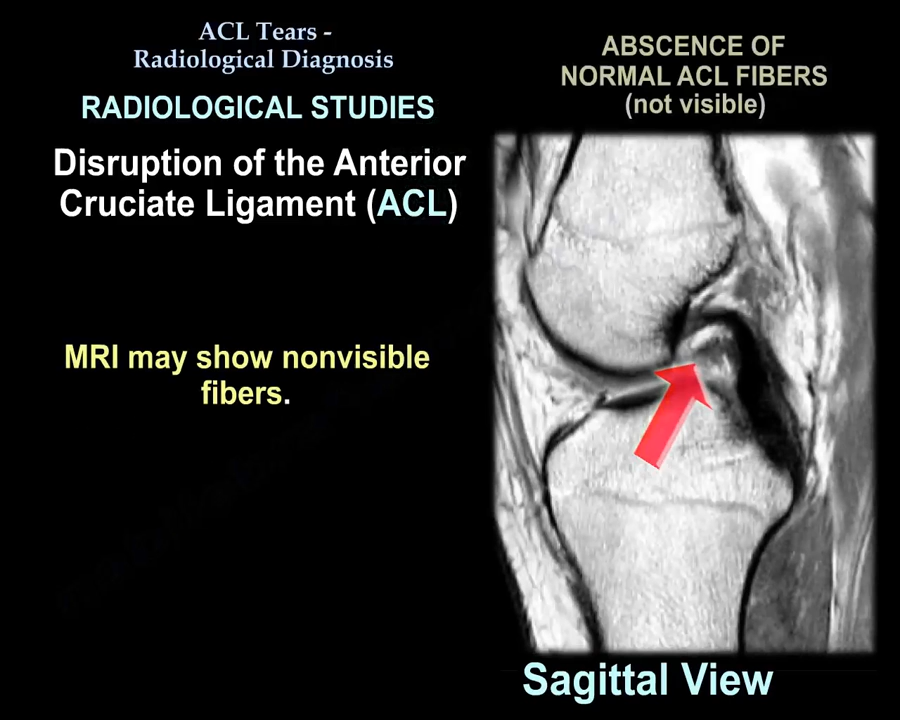 ACL Tears -
Radiological Diagnosis
RADIOLOGICAL STUDIES
Disruption of the Anterior
Cruciate Ligament (ACL)
MRI may show nonvisible
fibers.
ABSCENCE OF
NORMAL ACL FIBERS
(not visible)
Sagittal View